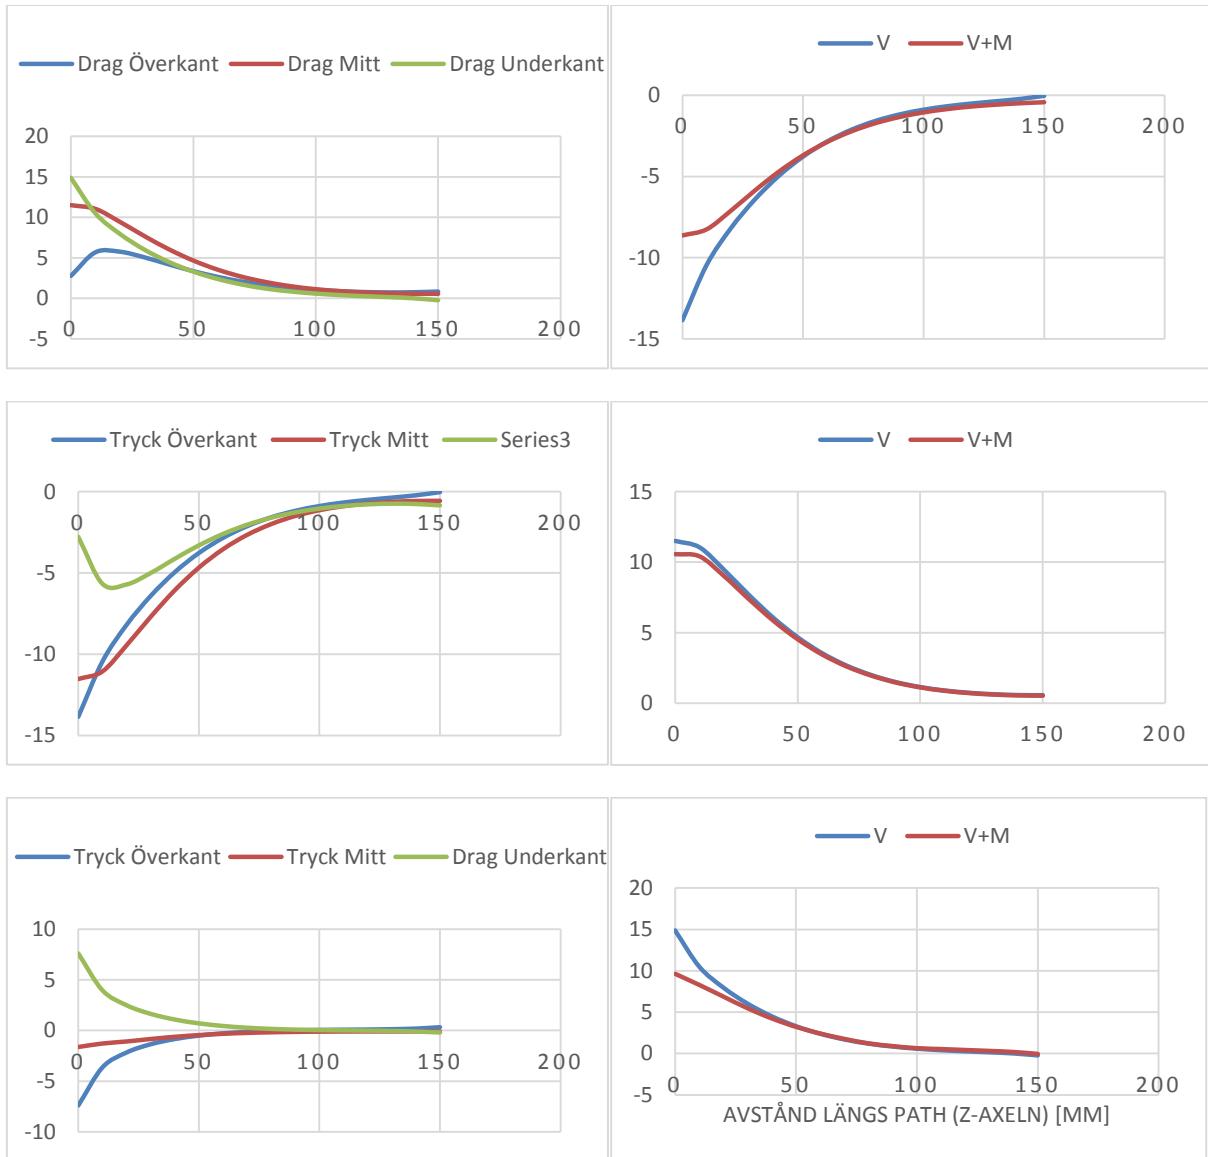 Drag Överkant Drag Mitt Drag Underkant
20
15
10
5
0
-5
0 50 100 150 200
V V+M
0
-5
-10
-15
0 50 100 150 200
Tryck Överkant Tryck Mitt Series3
0
-5
-10
-15
0 50 100 150 200
V V+M
15
10
5
0
0 50 100 150 200
Tryck Överkant Tryck Mitt Drag Underkant
10
5
0
-5
-10
0 50 100 150 200
V V+M
20
15
10
5
0
-5
0 50 100 150 200
AVSTÅND LÄNGS PATH (Z-AXELN) [MM]